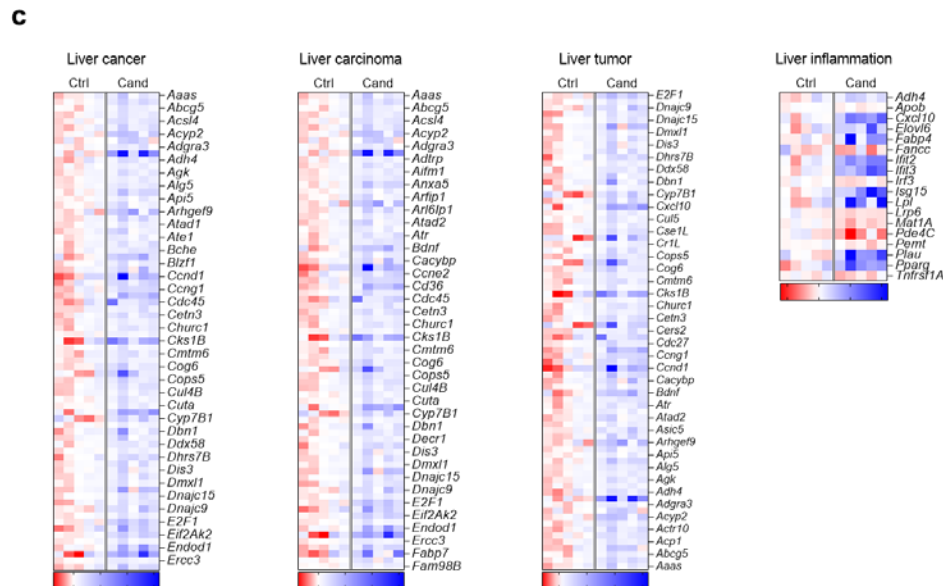 c
Liver cancer
Ctrl Cand
Aaas
Abcg5
Acsl4
Acyp2
Adgra3
Adh4
Agk
Alg5
Api5
Arhgef9
Atad1
Ate1
Bche
Blzf1
Ccnd1
Ccng1
Cdc45
Cetn3
Churc1
Cks1B
Cmtm6
Cog6
Cops5
Cul4B
Cuta
Cyp7B1
Dbn1
Ddx58
Dhrs7B
Dis3
Dmxl1
Dnajc15
Dnajc9
E2F1
Eif2Ak2
Endod1
Ercc3
Liver carcinoma
Ctrl Cand
Aaas
Abcg5
Acsl4
Acyp2
Adgra3
Adtrp
Aifm1
Anxa5
Arfip1
Arl6Ip1
Atad2
Atr
Bdnf
Cacybp
Ccne2
Cd36
Cdc45
Cetn3
Churc1
Cks1B
Cmtm6
Cog6
Cops5
Cul4B
Cuta
Cyp7B1
Dbn1
Decr1
Dis3
Dmxl1
Dnajc15
Dnajc9
E2F1
Eif2Ak2
Endod1
Ercc3
Fabp7
Fam98B
Liver tumor
Ctrl Cand
E2F1
Dnajc9
Dnajc15
Dmxl1
Dis3
Dhrs7B
Ddx58
Dbn1
Cyp7B1
Cxcl10
Cul5
Cse1L
Cr1L
Cops5
Cog6
Cmtm6
Cks1B
Churc1
Cetn3
Cers2
Cdc27
Ccng1
Ccnd1
Cacybp
Bdnf
Atr
Atad2
Asic5
Arhgef9
Api5
Alg5
Agk
Adh4
Adgra3
Acyp2
Actr10
Acp1
Abcg5
Aaas
Liver inflammation
Ctrl Cand
Adh4
Apob
Cxcl10
Elovl6
Fabp4
Fancc
Ifit2
Ifit3
Irf3
Isg15
Lpl
Lrp6
Mat1A
Pde4C
Pemt
Plau
Pparg
Tnfrsf1A